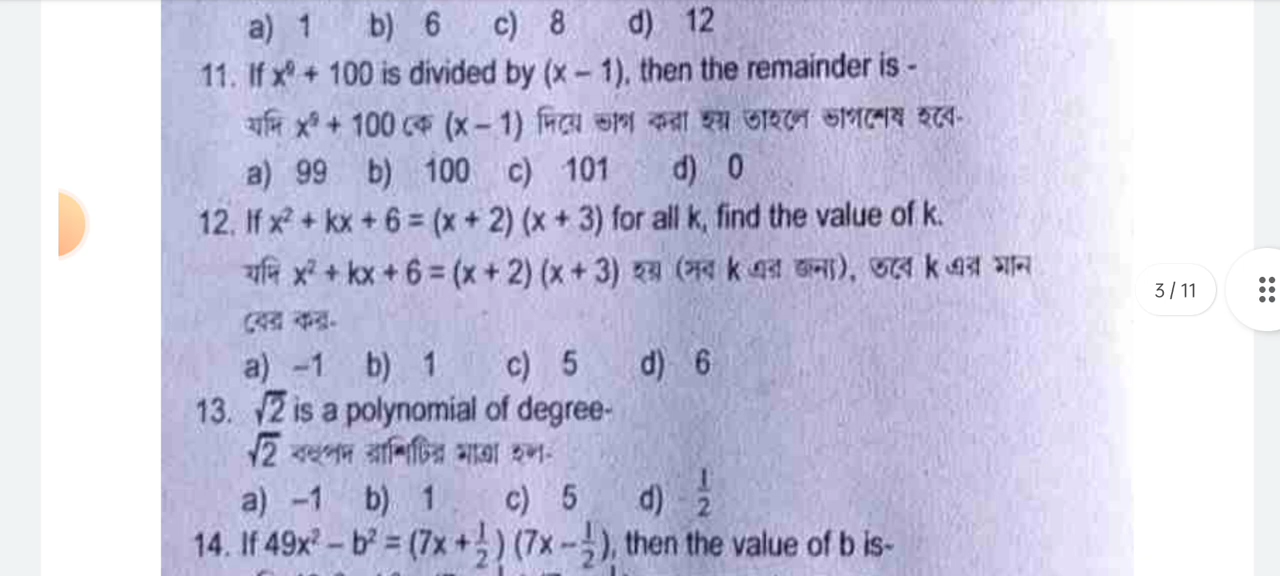 a) 1 b) 6 c) 8 d) 12
11. If x⁹ + 100 is divided by (x – 1), then the remainder is -
যদি x⁹ + 100 কে (x – 1) দিয়ে ভাগ করা হয় তাহলে ভাগশেষ হবে-
a) 99 b) 100 c) 101 d) 0
12. If x² + kx + 6 = (x + 2) (x + 3) for all k, find the value of k.
যদি x² + kx + 6 = (x + 2) (x + 3) হয় (সব k এর জন্য), তবে k এর মান
বের কর-
3 / 11
a) –1 b) 1 c) 5 d) 6
13. √2 is a polynomial of degree-
√2 বহুপদ রাশিটির মাত্রা হল-
a) –1 b) 1 c) 5 d) 1/2
14. If 49x² – b² = (7x + 1/2) (7x – 1/2), then the value of b is-